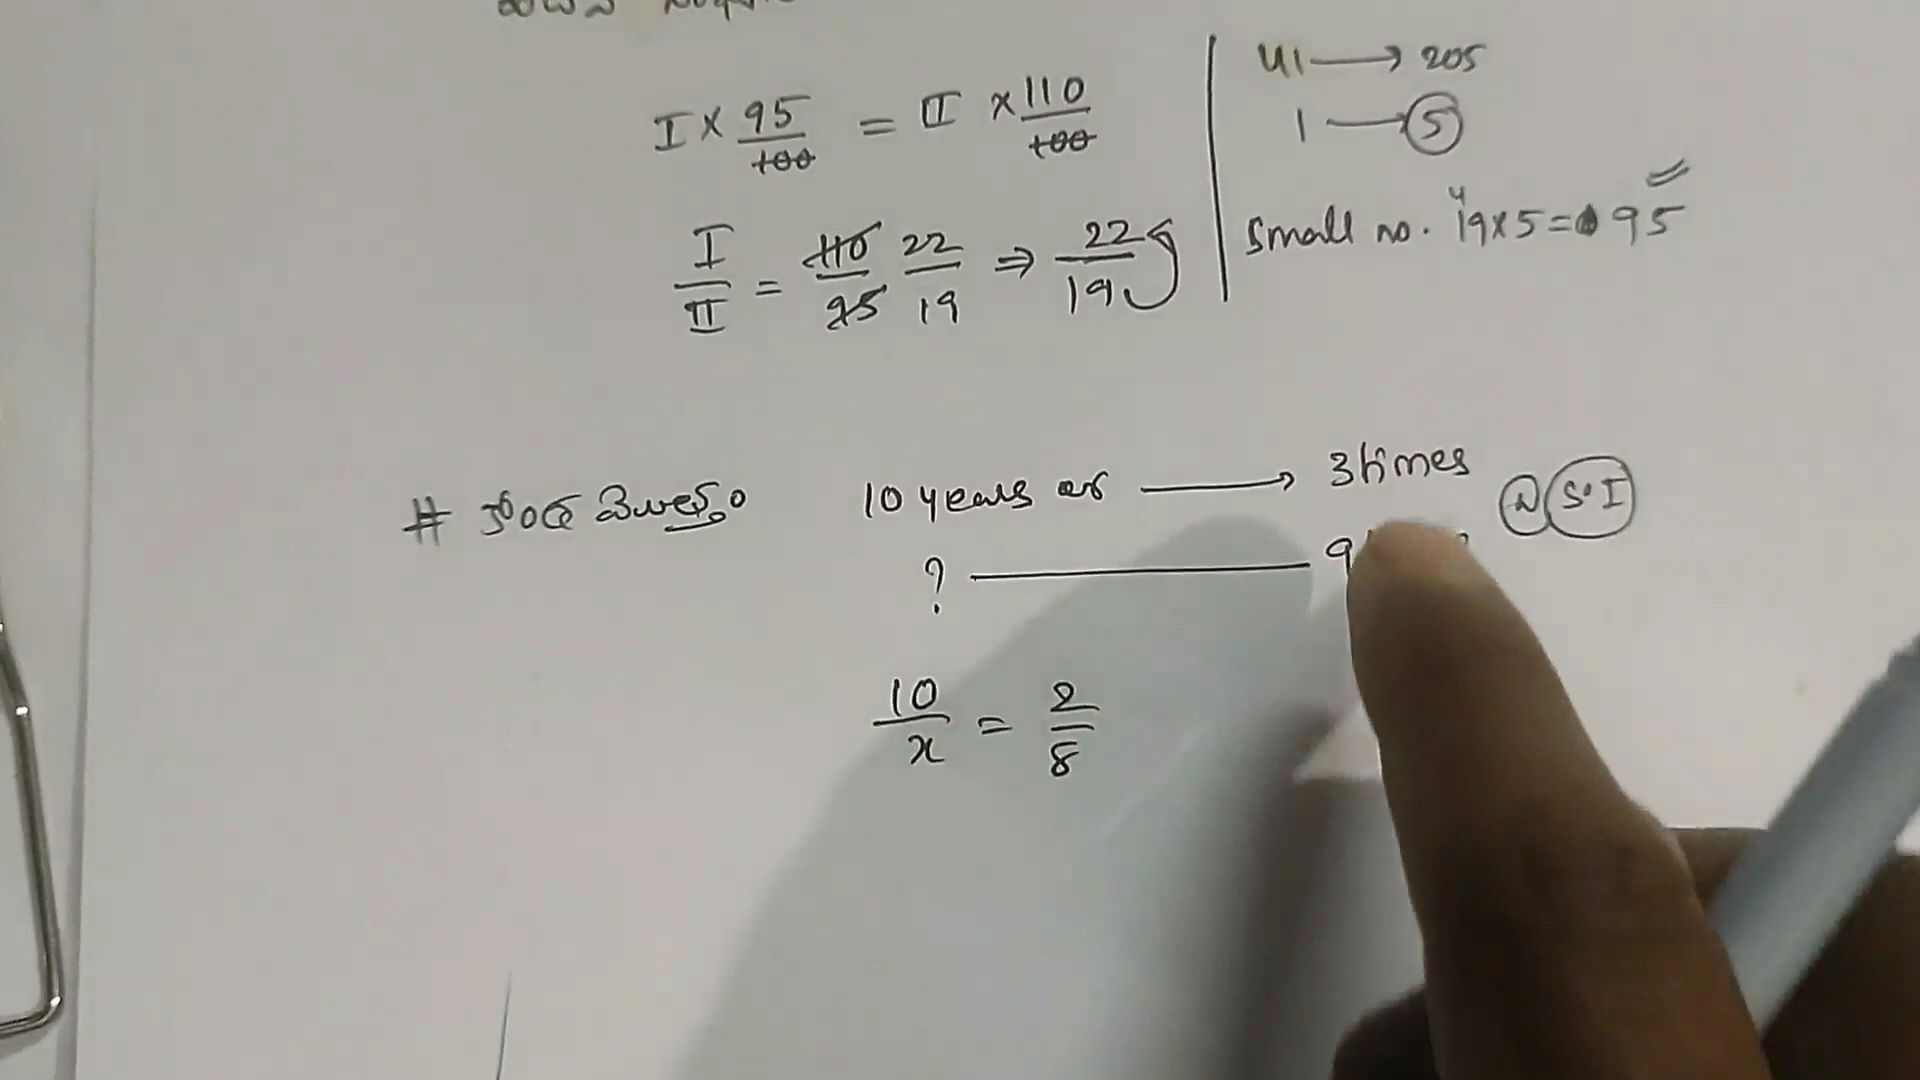 I × 95/100 = II × 110/100
I/II = 110/95 22/19 ⇒ 22/19
41 → 205
1 → 5
Small no. 19×5= 95
# కొంత మొత్తం 10 years → 3 times S.I
? — 9
10/x = 2/8